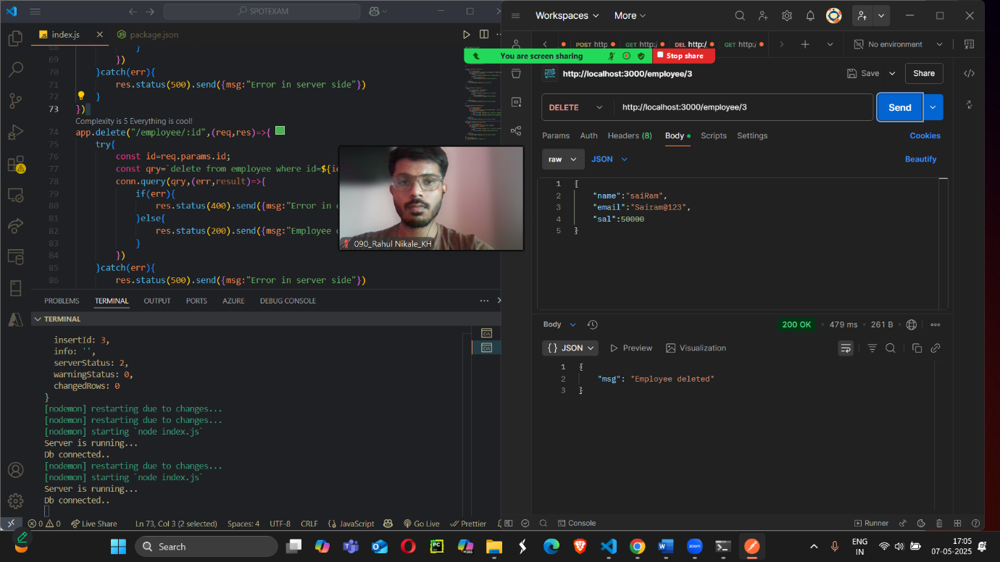 SPOTEXAM
index.js
package.json
68 }
69 })
70 }catch(err){
71 res.status(500).send({msg:"Error in server side"})
72 }
73 })
Complexity is 5 Everything is cool!
74 app.delete("/employee/:id",(req,res)=>{
75 try{
76 const id=req.params.id;
77 const qry=`delete from employee where id=${i
78 conn.query(qry,(err,result)=>{
79 if(err){
80 res.status(400).send({msg:"Error in
81 }else{
82 res.status(200).send({msg:"Employee
83 }
84 })
85 }catch(err){
86 res.status(500).send({msg:"Error in server side"})
PROBLEMS TERMINAL OUTPUT PORTS AZURE DEBUG CONSOLE
TERMINAL
insertId: 3,
info: '',
serverStatus: 2,
warningStatus: 0,
changedRows: 0
}
[nodemon] restarting due to changes...
[nodemon] restarting due to changes...
[nodemon] starting `node index.js`
Server is running...
Db connected..
[nodemon] restarting due to changes...
[nodemon] starting `node index.js`
Server is running...
Db connected..
0 0 Live Share Ln 73, Col 3 (2 selected) Spaces: 4 UTF-8 CRLF JavaScript Go Live Prettier
090_Rahul Nikale_KH
Workspaces More
POST http GET http:/ DEL http:/ GET http:/ No environment
You are screen sharing Stop share
HTTP http://localhost:3000/employee/3 Save Share
DELETE http://localhost:3000/employee/3 Send
Params Auth Headers (8) Body Scripts Settings Cookies
raw JSON Beautify
1 {
2 "name":"saiRam",
3 "email":"Sairam@123",
4 "sal":50000
5 }
Body 200 OK 479 ms 261 B
{} JSON Preview Visualization
1 {
2 "msg": "Employee deleted"
3 }
Console Runner
Search
PC
M365
zoom
ENG
IN
17:05
07-05-2025